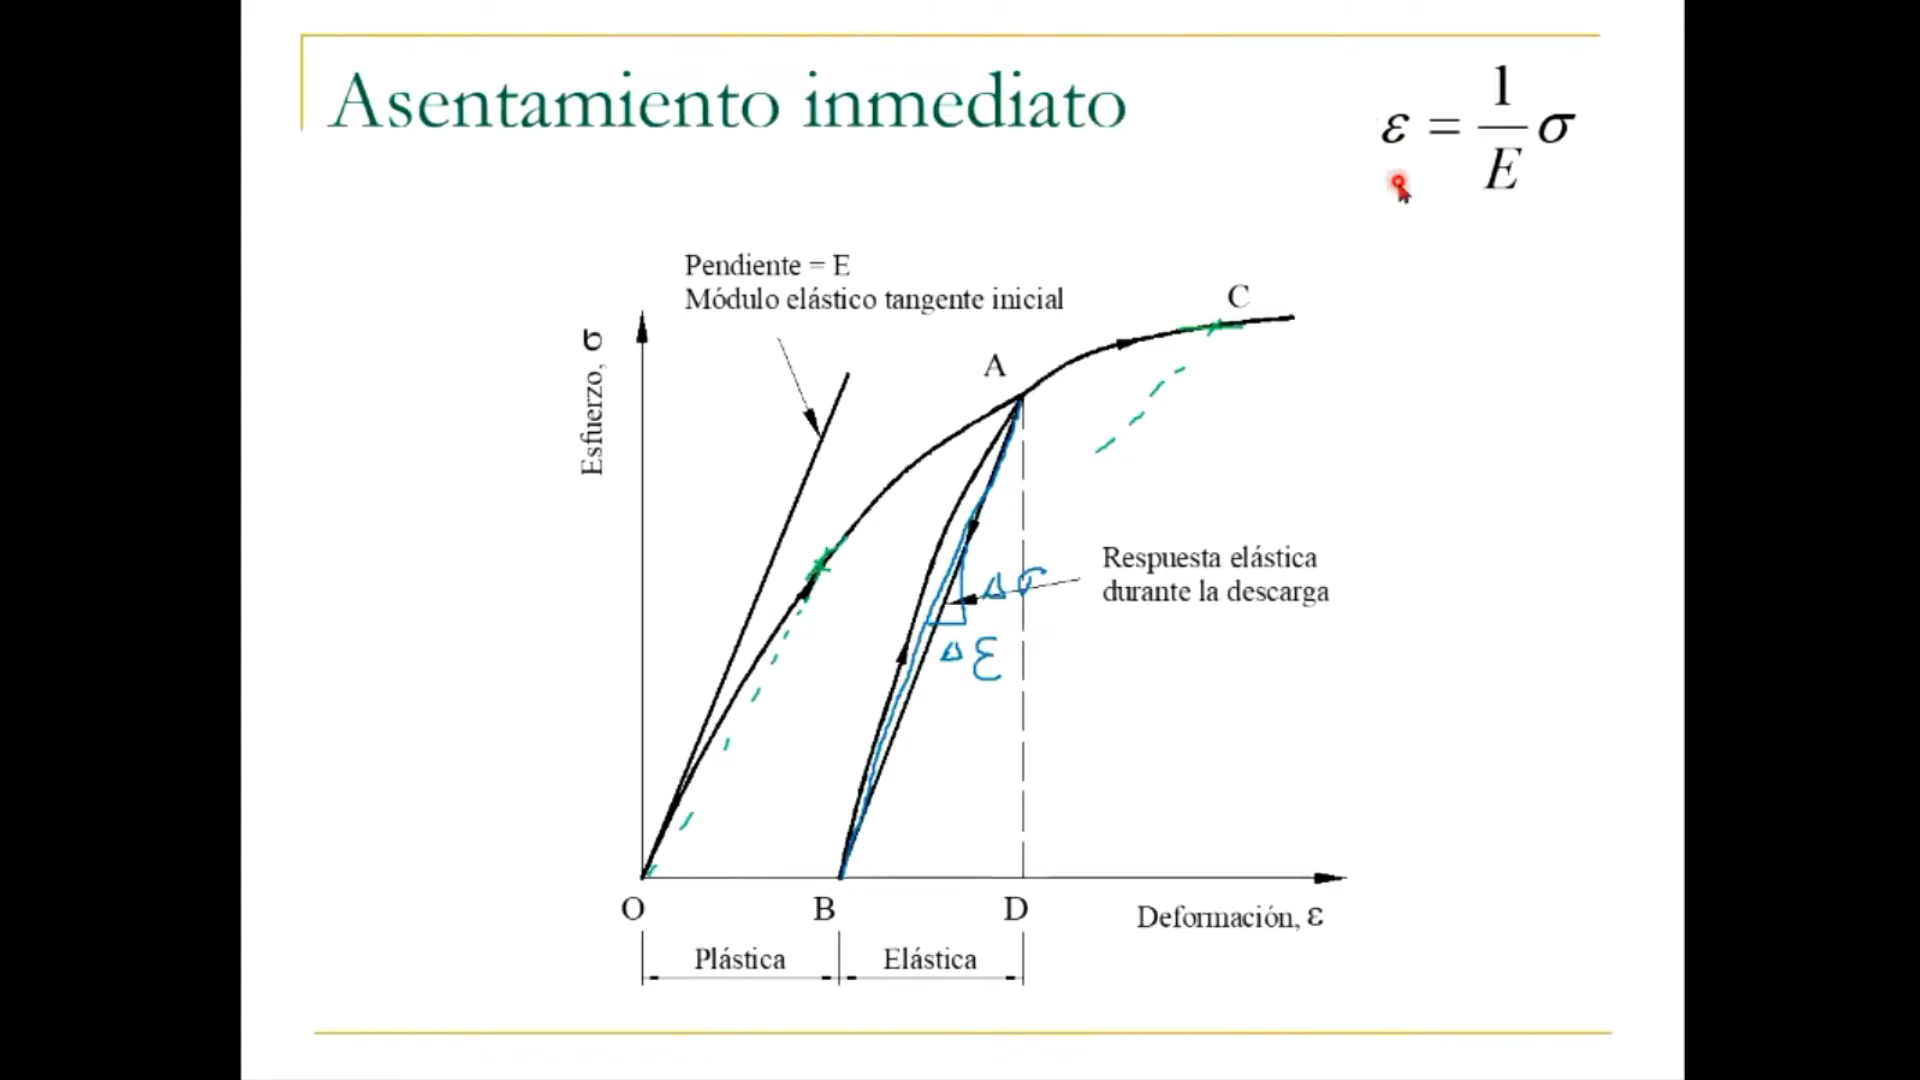 Asentamiento inmediato
ε = 1/E σ
Pendiente = E
Módulo elástico tangente inicial
Esfuerzo, σ
A
C
Respuesta elástica
durante la descarga
Δσ
Δε
O
B
D
Deformación, ε
Plástica
Elástica